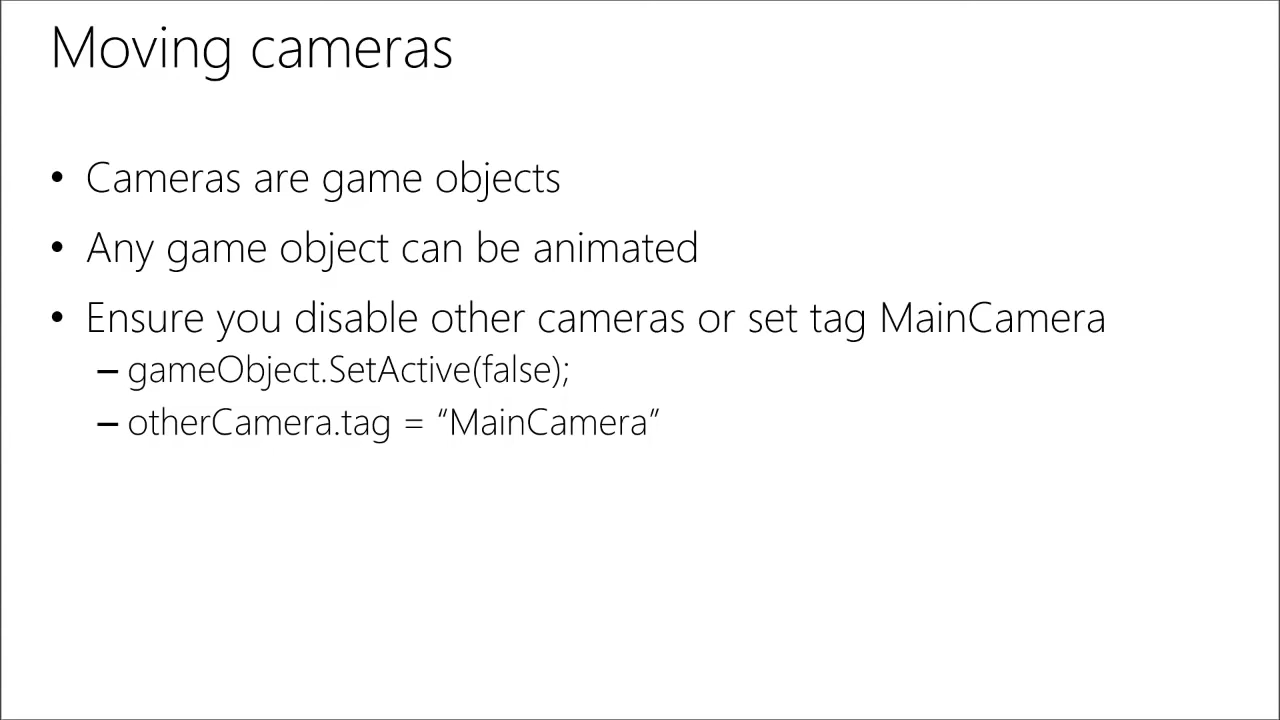 Moving cameras
• Cameras are game objects
• Any game object can be animated
• Ensure you disable other cameras or set tag MainCamera
– gameObject.SetActive(false);
– otherCamera.tag = “MainCamera”